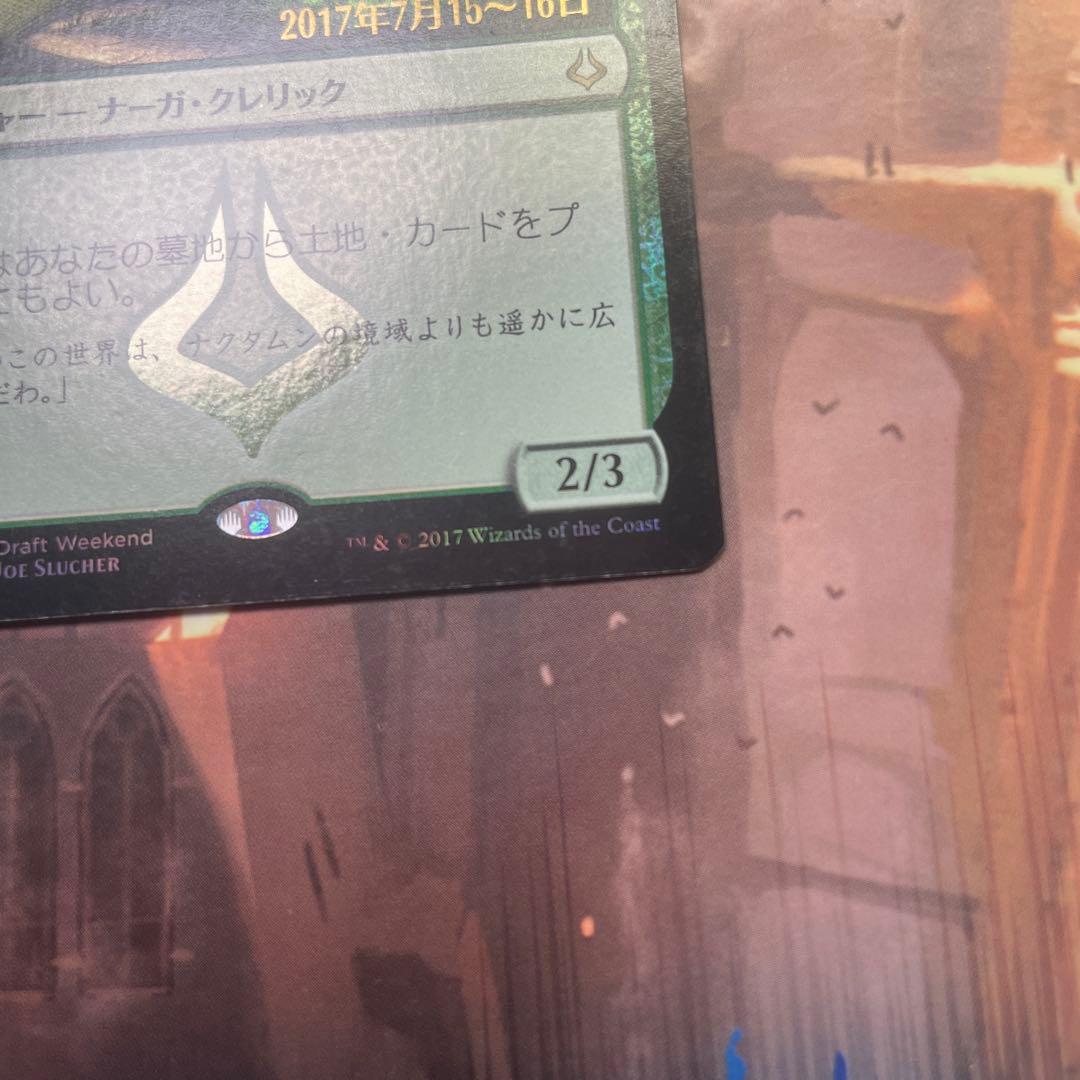 2017年7月15〜16日
ャー ― ナーガ・クレリック
はあなたの墓地から土地・カードをプ
てもよい。
この世界は、ナクタムンの境域よりも遥かに広
だわ。」
2/3
Draft Weekend
™ & © 2017 Wizards of the Coast
JOE SLUCHER